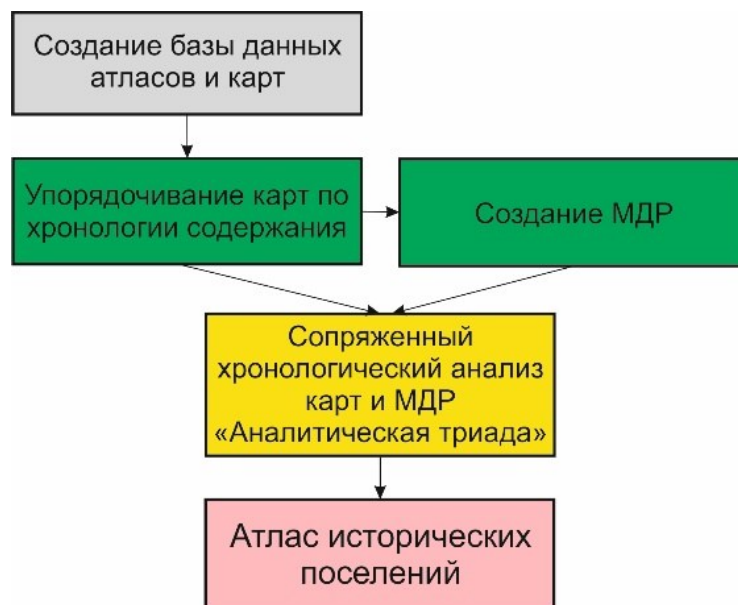 Создание базы данных
атласов и карт
Упорядочивание карт по
хронологии содержания
Создание МДР
Сопряженный
хронологический анализ
карт и МДР
«Аналитическая триада»
Атлас исторических
поселений